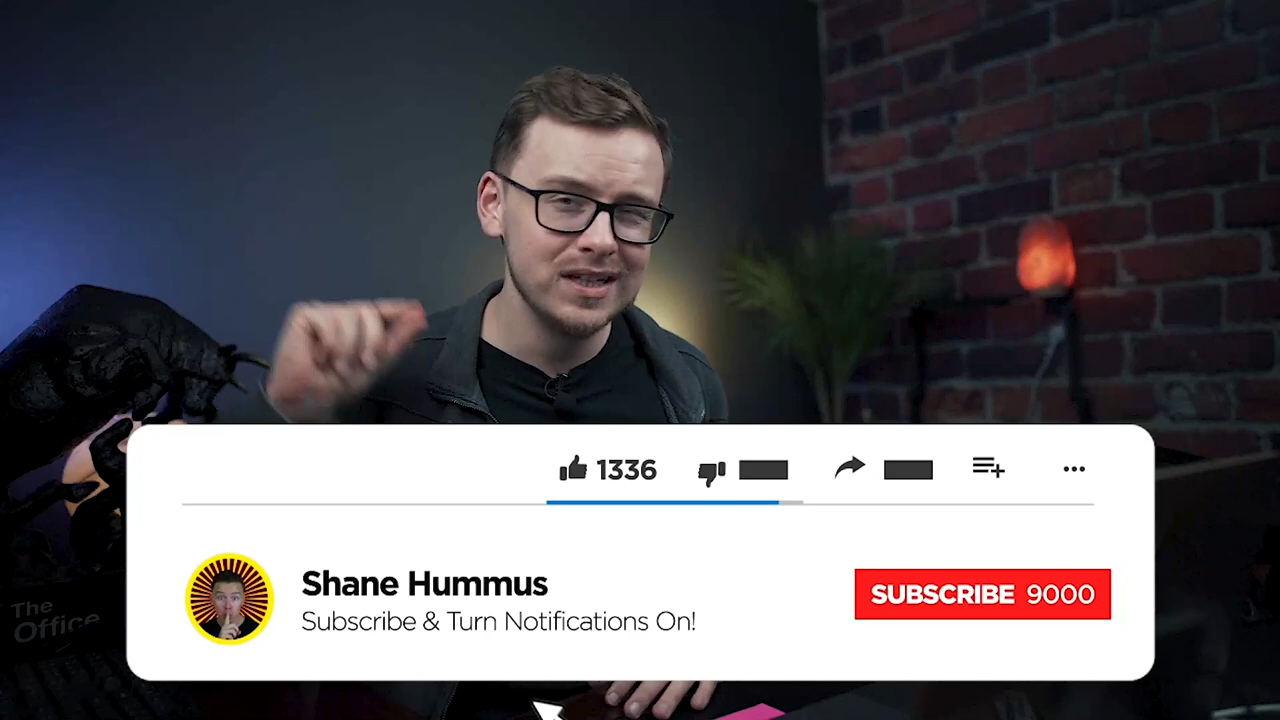 1336
Shane Hummus
Subscribe & Turn Notifications On!
SUBSCRIBE 9000
The
Office